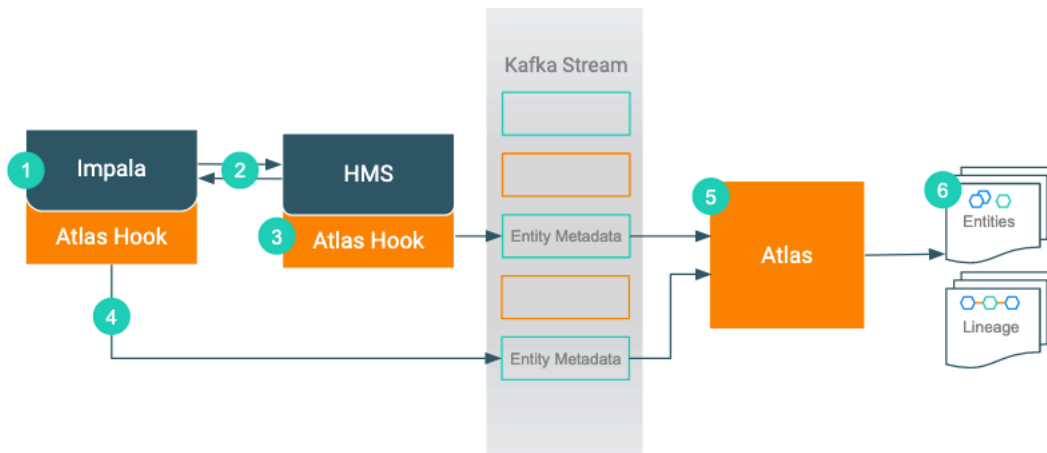 Kafka Stream
1
Impala
2
HMS
Atlas Hook
3
Atlas Hook
Entity Metadata
5
Atlas
6
Entities
4
Entity Metadata
Lineage